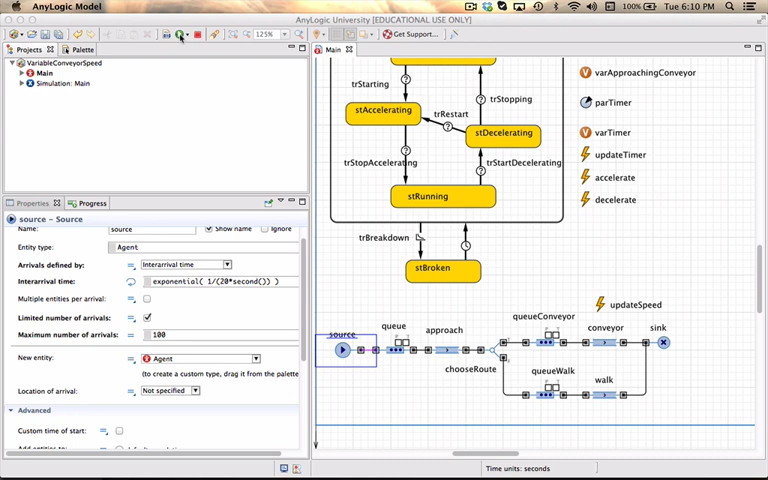 AnyLogic Model
100%
Tue 6:10 PM
AnyLogic University [EDUCATIONAL USE ONLY]
125%
Get Support...
Projects
Palette
Main
VariableConveyorSpeed
Main
Simulation: Main
Properties
Progress
source - Source
Name:
source
Show name
Ignore
Entity type:
Agent
Arrivals defined by:
Interarrival time
Interarrival time:
exponential( 1/(20*second()) )
Multiple entities per arrival:
Limited number of arrivals:
Maximum number of arrivals:
100
New entity:
Agent
(to create a custom type, drag it from the palette
Location of arrival:
Not specified
Advanced
Custom time of start:
trStarting
stAccelerating
trRestart
trStopping
stDecelerating
trStopAccelerating
trStartDecelerating
stRunning
trBreakdown
stBroken
varApproachingConveyor
parTimer
varTimer
updateTimer
accelerate
decelerate
updateSpeed
source
queue
approach
queueConveyor
conveyor
sink
chooseRoute
queueWalk
walk
Time units: seconds